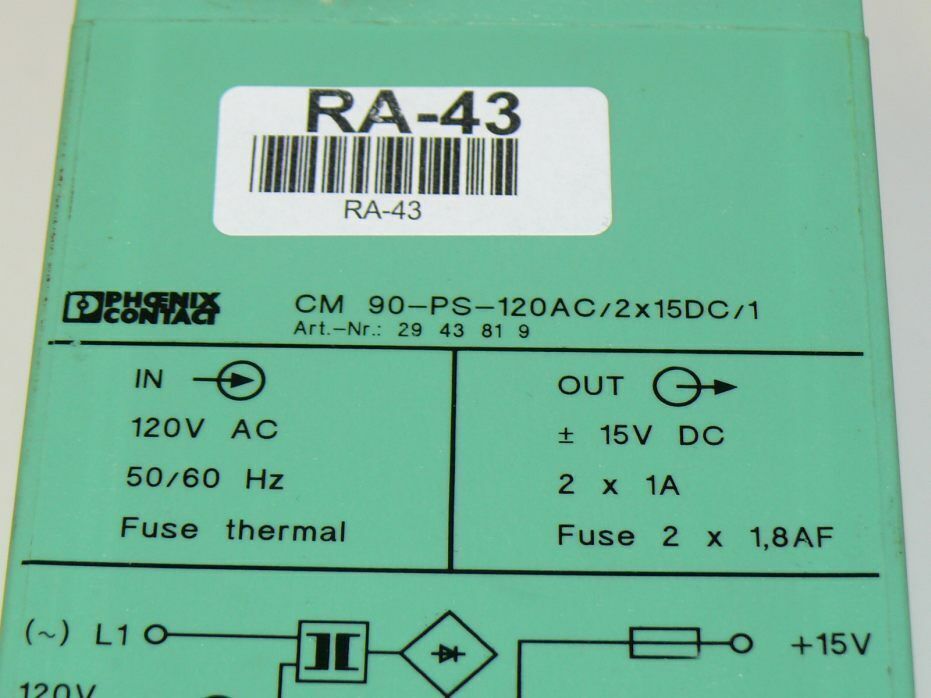 RA-43
RA-43
PHOENIX
CONTACT
CM 90-PS-120AC/2x15DC/1
Art.-Nr.: 29 43 81 9
IN
120V AC
50/60 Hz
Fuse thermal
OUT
± 15V DC
2 x 1A
Fuse 2 x 1,8AF
(~) L1
+15V
120V